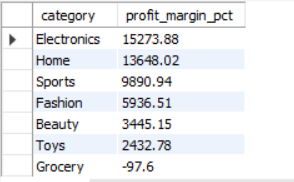 category profit_margin_pct
Electronics 15273.88
Home 13648.02
Sports 9890.94
Fashion 5936.51
Beauty 3445.15
Toys 2432.78
Grocery -97.6